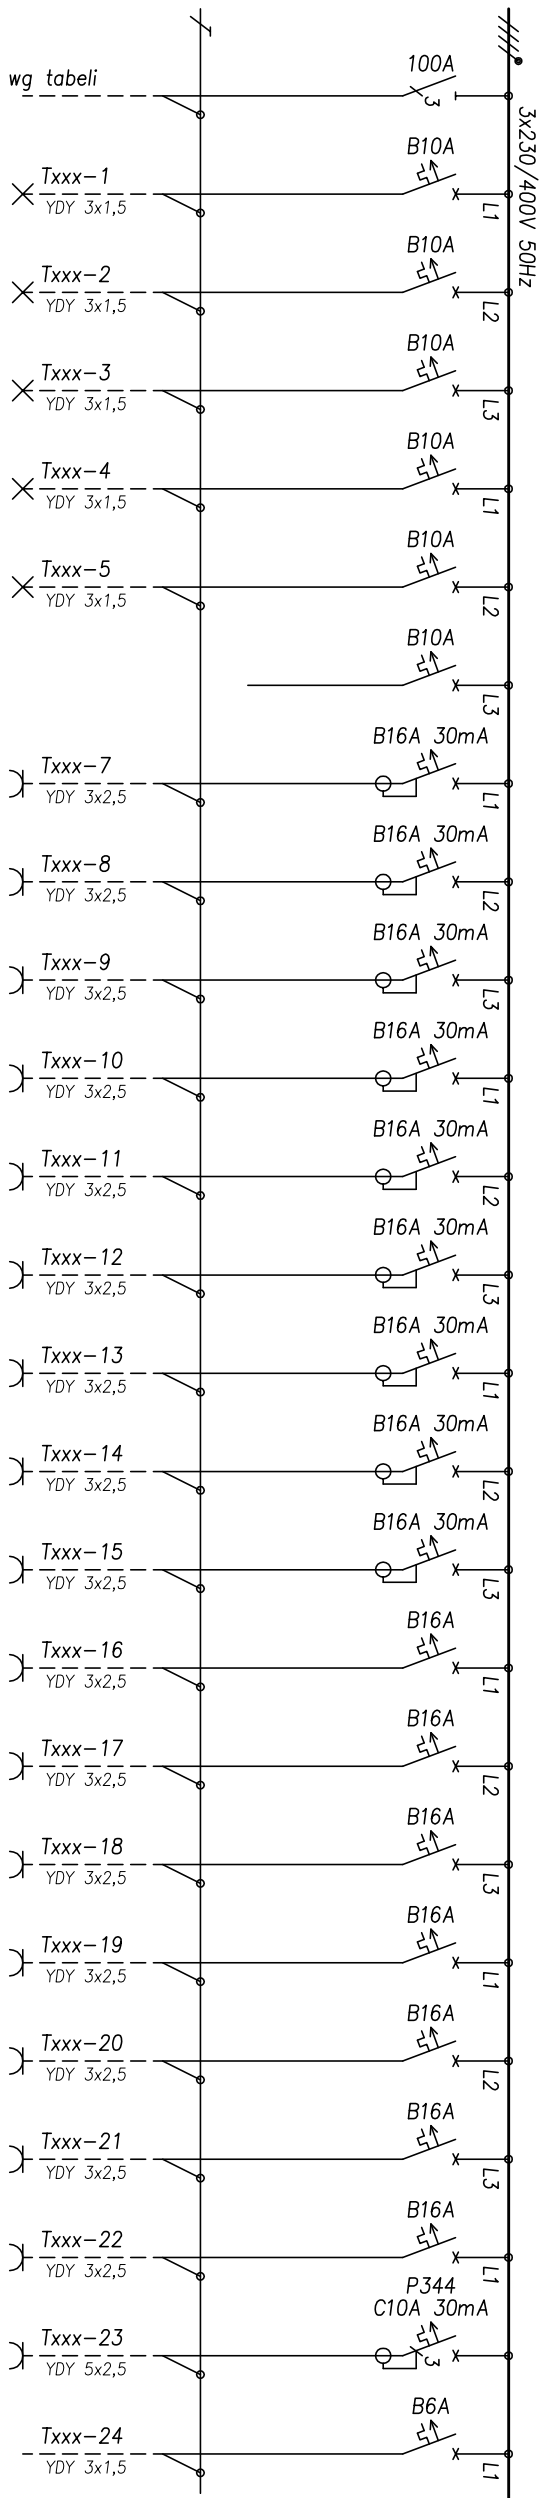 100A
wg tabeli
3
3x230/400V 50Hz
B10A
Txxx-1
YDY 3x1,5
L1
B10A
Txxx-2
YDY 3x1,5
L2
B10A
Txxx-3
YDY 3x1,5
L3
B10A
Txxx-4
YDY 3x1,5
L1
B10A
Txxx-5
YDY 3x1,5
L2
B10A
L3
B16A 30mA
Txxx-7
YDY 3x2,5
L1
B16A 30mA
Txxx-8
YDY 3x2,5
L2
B16A 30mA
Txxx-9
YDY 3x2,5
L3
B16A 30mA
Txxx-10
YDY 3x2,5
L1
B16A 30mA
Txxx-11
YDY 3x2,5
L2
B16A 30mA
Txxx-12
YDY 3x2,5
L3
B16A 30mA
Txxx-13
YDY 3x2,5
L1
B16A 30mA
Txxx-14
YDY 3x2,5
L2
B16A 30mA
Txxx-15
YDY 3x2,5
L3
B16A
Txxx-16
YDY 3x2,5
L1
B16A
Txxx-17
YDY 3x2,5
L2
B16A
Txxx-18
YDY 3x2,5
L3
B16A
Txxx-19
YDY 3x2,5
L1
B16A
Txxx-20
YDY 3x2,5
L2
B16A
Txxx-21
YDY 3x2,5
L3
B16A
Txxx-22
YDY 3x2,5
L1
P344
C10A 30mA
Txxx-23
YDY 5x2,5
3
B6A
Txxx-24
YDY 3x1,5
L1